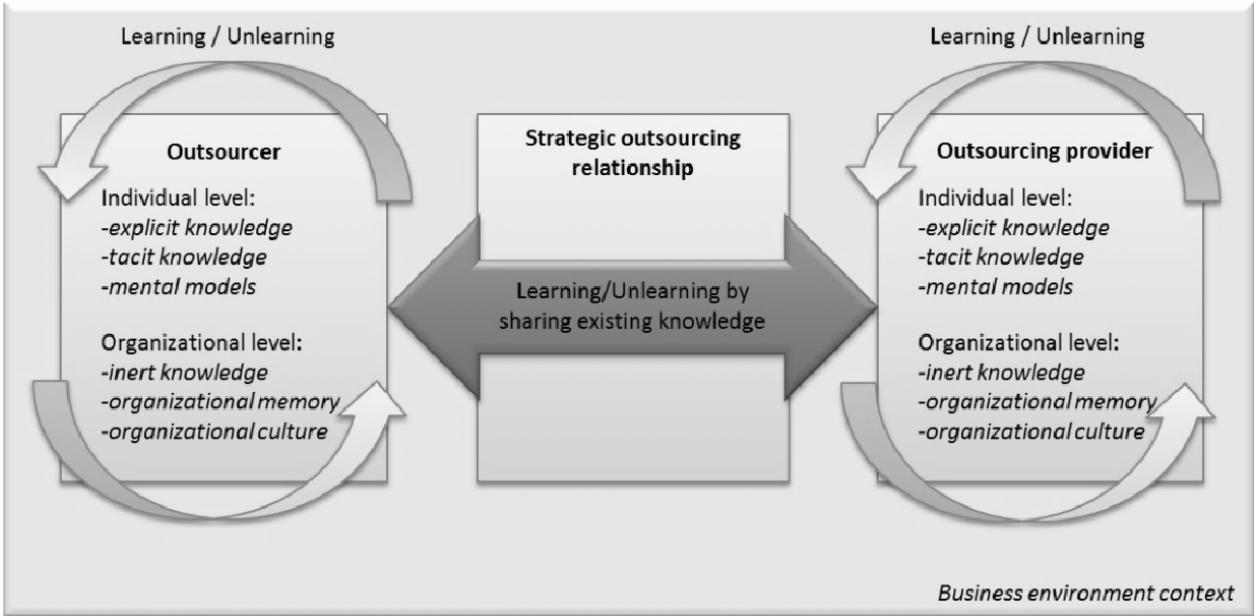 Learning / Unlearning
Outsourcer
Individual level:
-explicit knowledge
-tacit knowledge
-mental models
Organizational level:
-inert knowledge
-organizational memory
-organizational culture
Strategic outsourcing
relationship
Learning/Unlearning by
sharing existing knowledge
Learning / Unlearning
Outsourcing provider
Individual level:
-explicit knowledge
-tacit knowledge
-mental models
Organizational level:
-inert knowledge
-organizational memory
-organizational culture
Business environment context